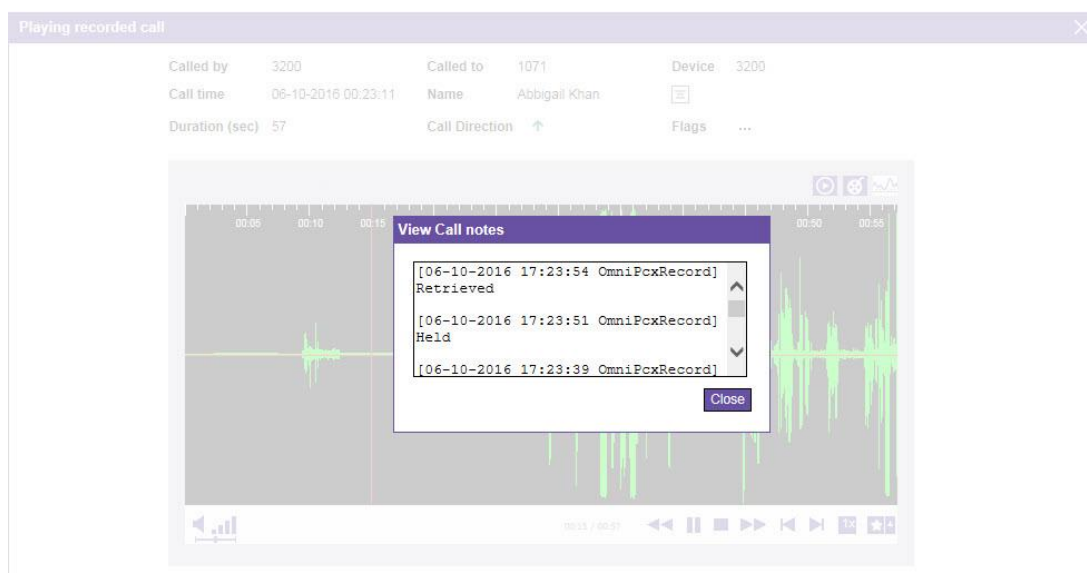 Playing recorded call
Called by 3200 Called to 1071 Device 3200
Call time 06-10-2016 00:23:11 Name Abbigail Khan
Duration (sec) 57 Call Direction Flags ...
00:05 00:10 00:15 00:50 00:55
View Call notes
[06-10-2016 17:23:54 OmniPcxRecord]
Retrieved
[06-10-2016 17:23:51 OmniPcxRecord]
Held
[06-10-2016 17:23:39 OmniPcxRecord]
Close
00:15 / 00:57 1x